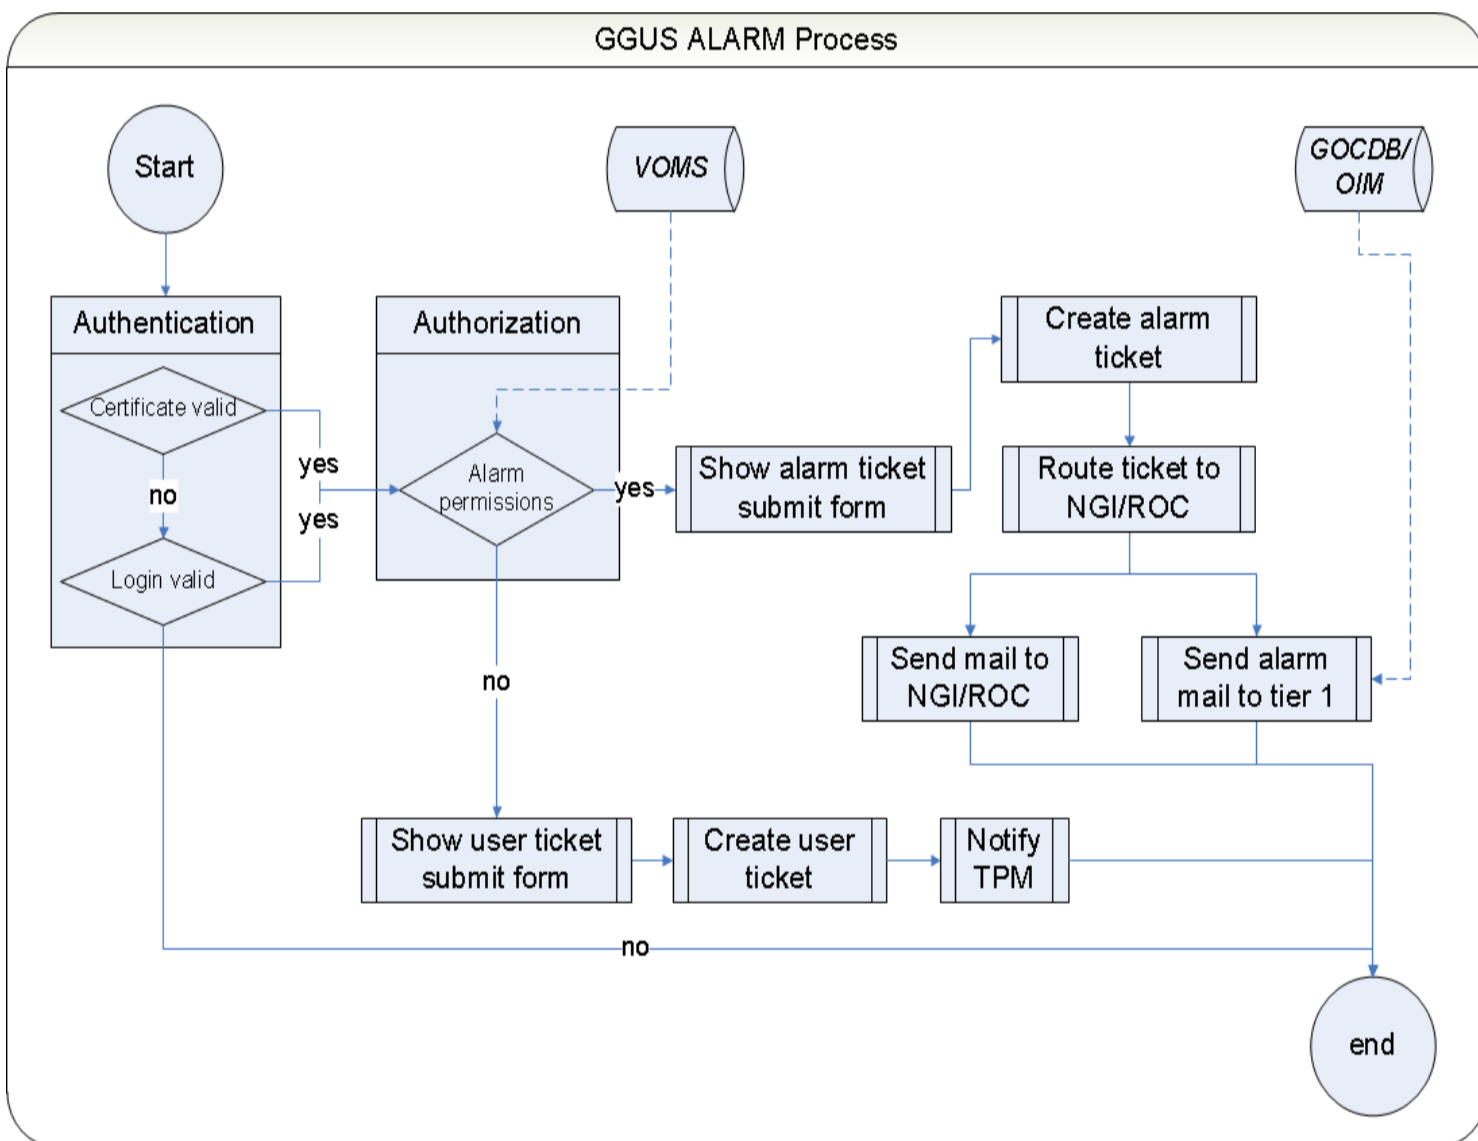 GGUS ALARM Process
Start
VOMS
GOCDB/
OIM
Authentication
Certificate valid
no
Login valid
yes
yes
Authorization
Alarm
permissions
yes
no
Show alarm ticket
submit form
Create alarm
ticket
Route ticket to
NGI/ROC
Send mail to
NGI/ROC
Send alarm
mail to tier 1
Show user ticket
submit form
Create user
ticket
Notify
TPM
no
end